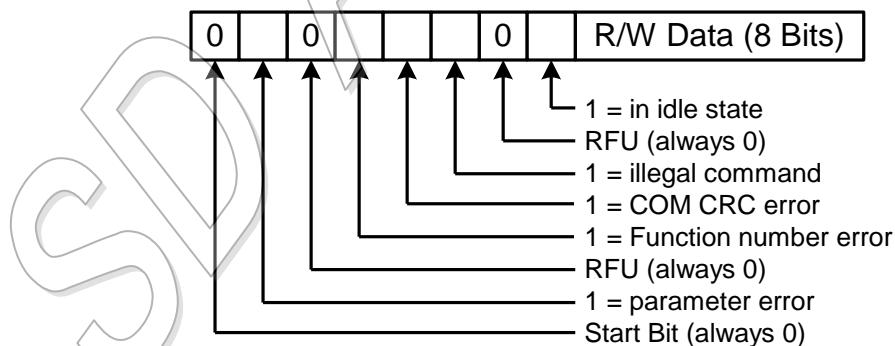 0 0 0 R/W Data (8 Bits)
1 = in idle state
RFU (always 0)
1 = illegal command
1 = COM CRC error
1 = Function number error
RFU (always 0)
1 = parameter error
Start Bit (always 0)
SD